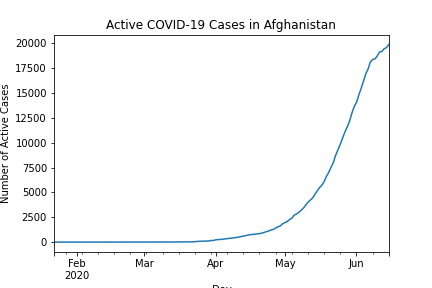 Active COVID-19 Cases in Afghanistan
Number of Active Cases
20000
17500
15000
12500
10000
7500
5000
2500
0
Feb
2020
Mar
Apr
May
Jun